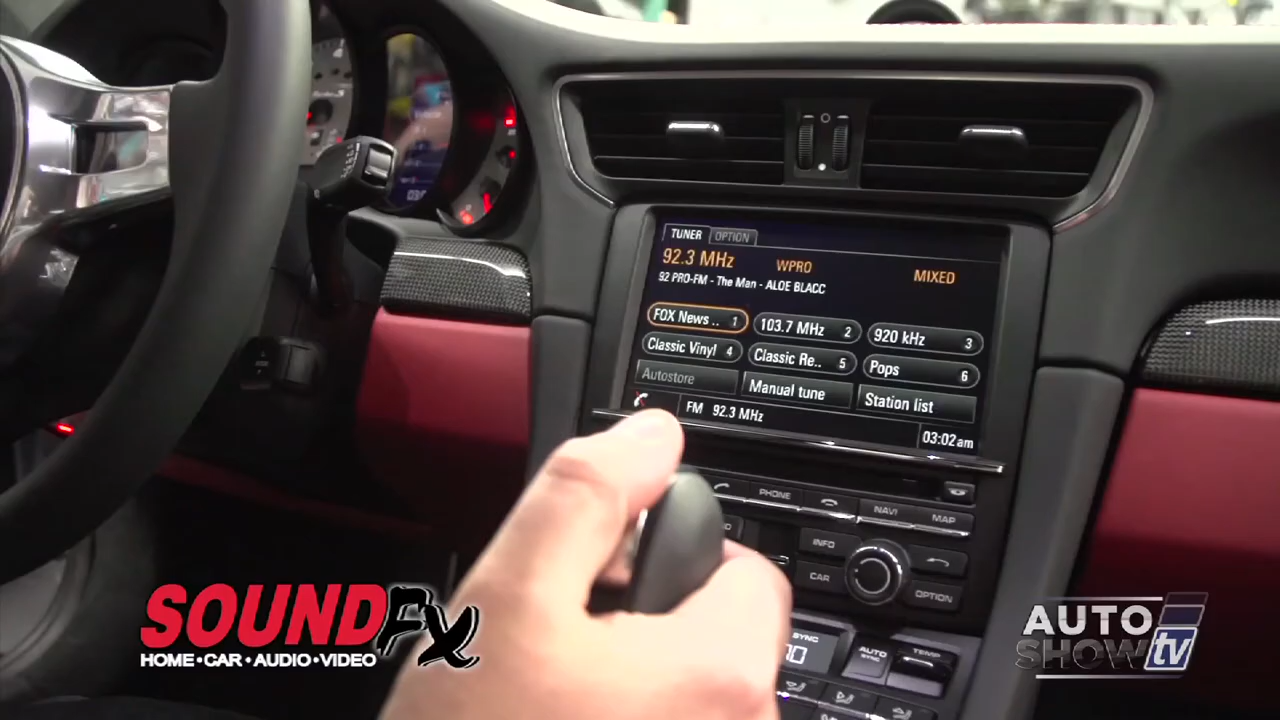 TUNER OPTION
92.3 MHz WPRO MIXED
92 PRO-FM - The Man - ALOE BLACC
FOX News .. 1 103.7 MHz 2 920 kHz 3
Classic Vinyl 4 Classic Re.. 5 Pops 6
Autostore Manual tune Station list
FM 92.3 MHz
03:02 am
PHONE NAVI MAP
INFO
CAR OPTION
SYNC
AUTO SYNC TEMP
SOUND FX
HOME•CAR•AUDIO•VIDEO
AUTO
SHOW tv